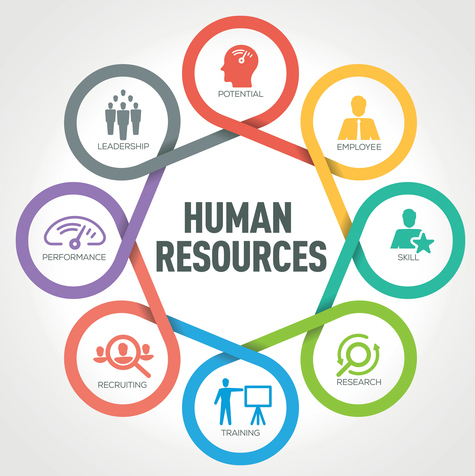 POTENTIAL
LEADERSHIP
EMPLOYEE
HUMAN
RESOURCES
PERFORMANCE
SKILL
RECRUITING
RESEARCH
TRAINING